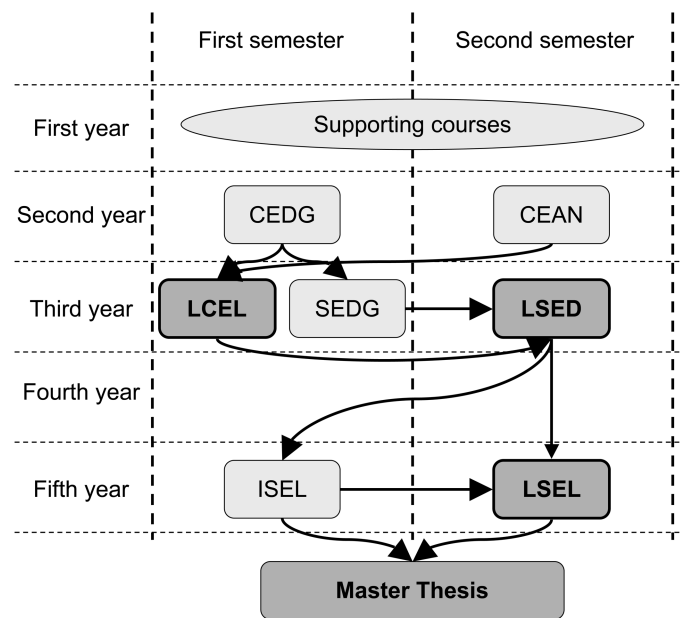 First semester
Second semester
First year
Supporting courses
Second year
CEDG
CEAN
Third year
LCEL
SEDG
LSED
Fourth year
Fifth year
ISEL
LSEL
Master Thesis